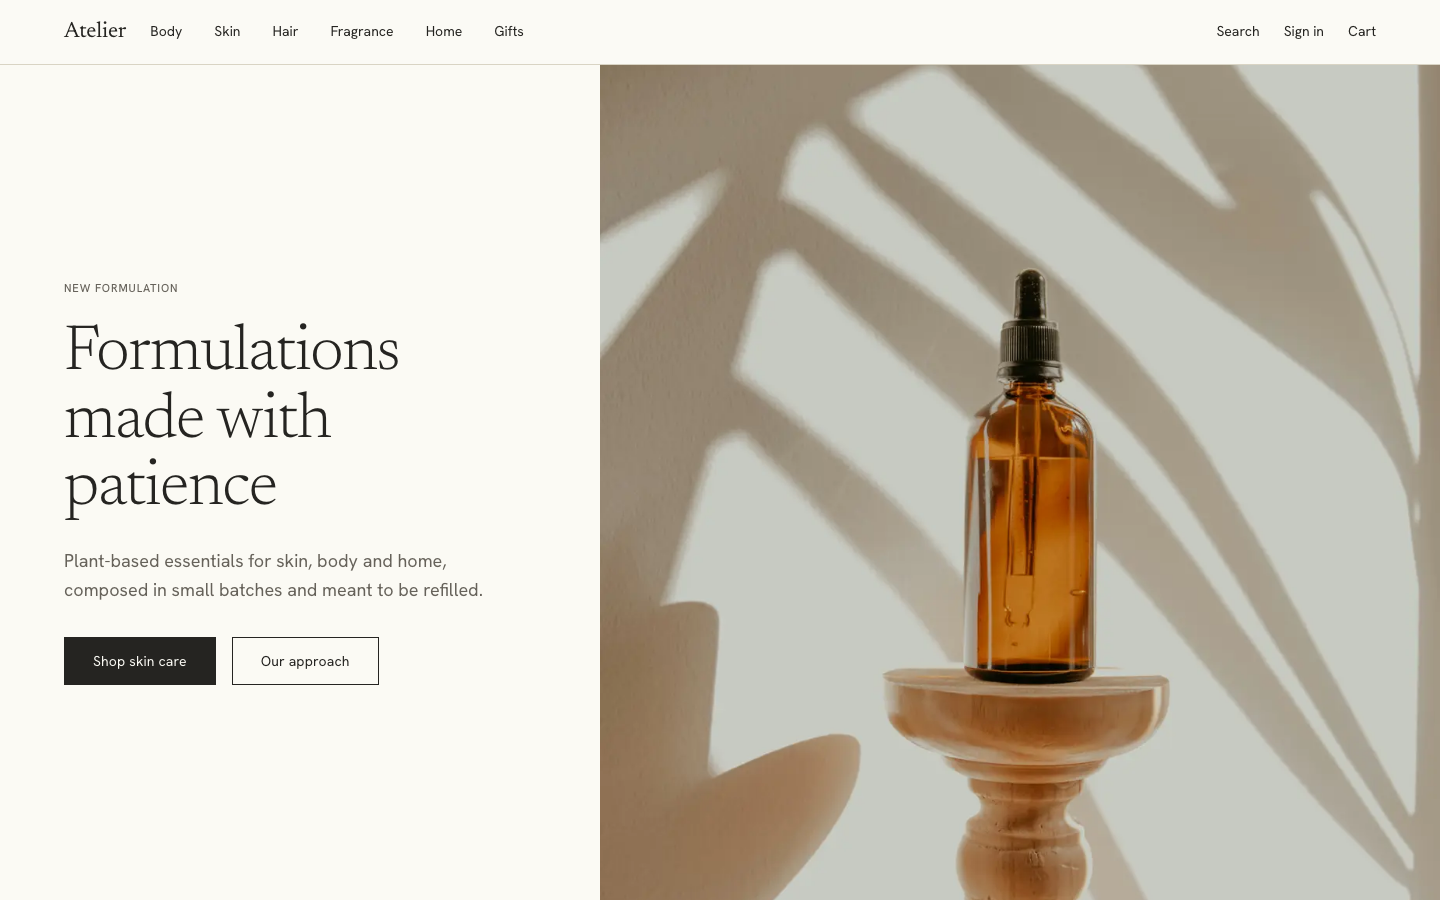 Atelier Body Skin Hair Fragrance Home Gifts Search Sign in Cart
NEW FORMULATION
Formulations
made with
patience
Plant-based essentials for skin, body and home,
composed in small batches and meant to be refilled.
Shop skin care Our approach